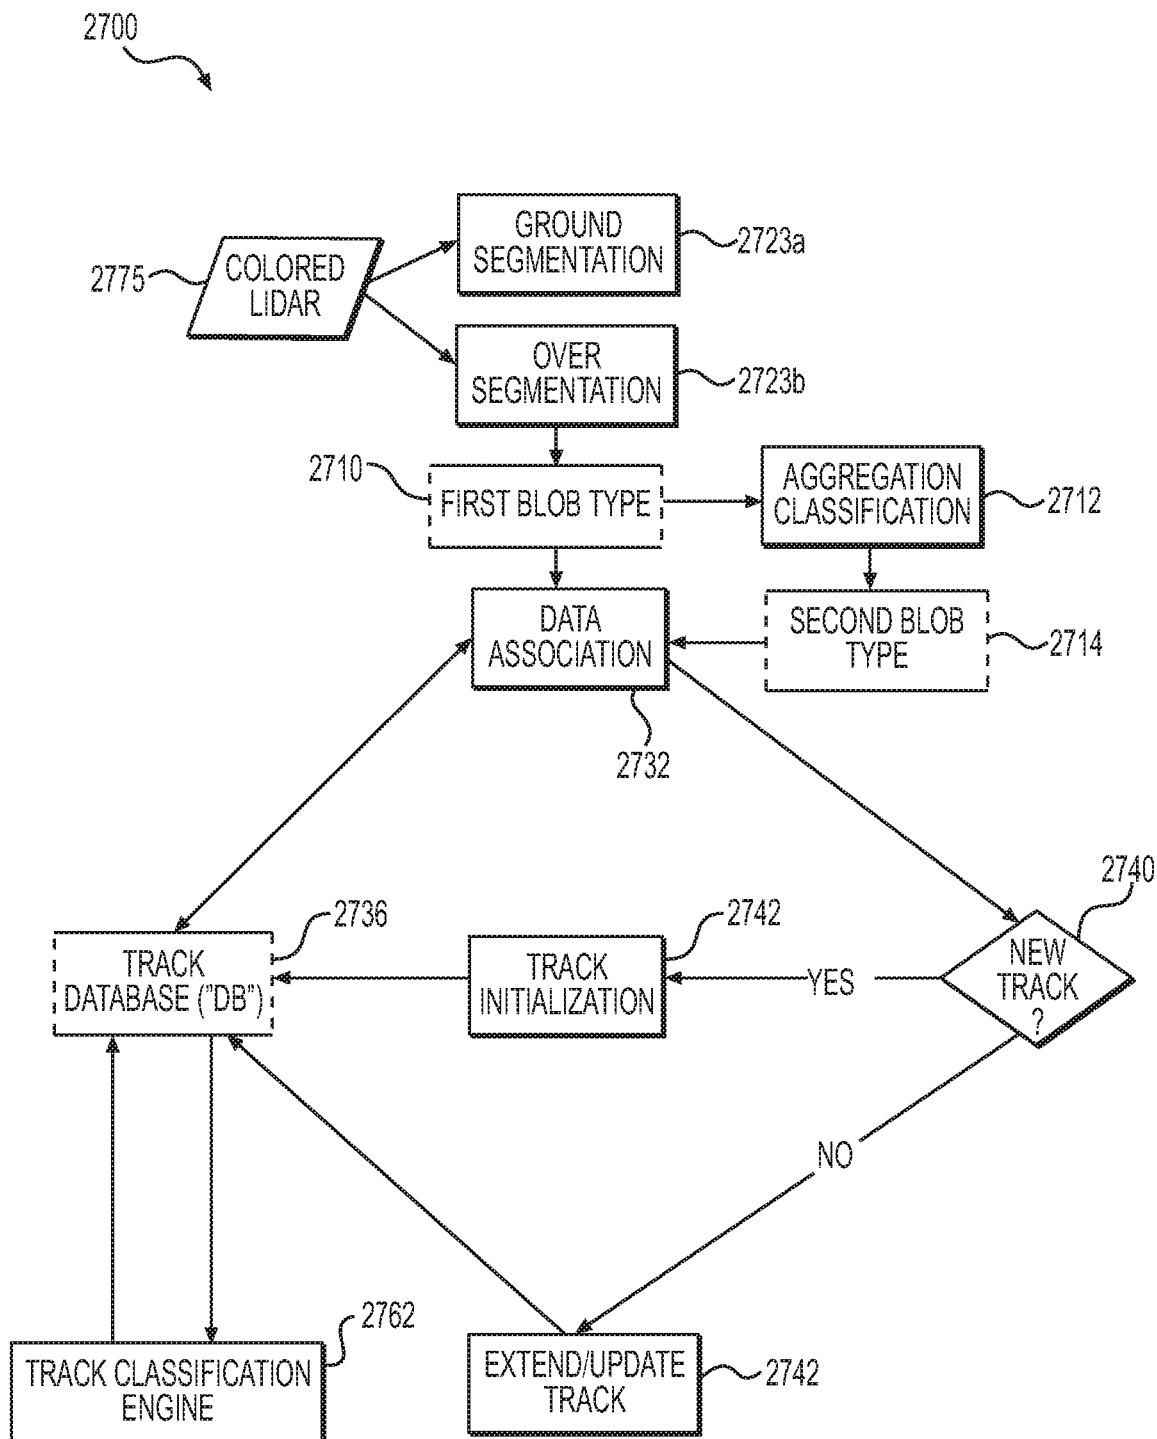 2700
GROUND
SEGMENTATION
2723a
2775
COLORED
LIDAR
OVER
SEGMENTATION
2723b
2710
FIRST BLOB TYPE
AGGREGATION
CLASSIFICATION
2712
DATA
ASSOCIATION
SECOND BLOB
TYPE
2714
2732
2740
2736
2742
TRACK
DATABASE ("DB")
TRACK
INITIALIZATION
YES
NEW
TRACK
?
NO
2762
TRACK CLASSIFICATION
ENGINE
EXTEND/UPDATE
TRACK
2742